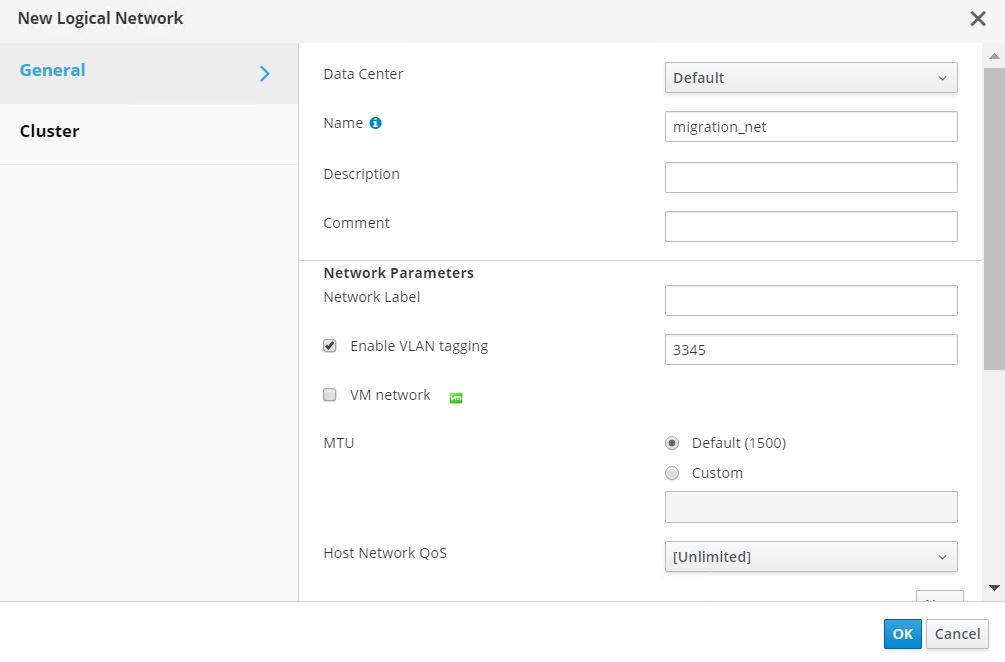 New Logical Network
General
Cluster
Data Center
Default
Name
migration_net
Description
Comment
Network Parameters
Network Label
Enable VLAN tagging
3345
VM network
vm
MTU
Default (1500)
Custom
Host Network QoS
[Unlimited]
OK
Cancel